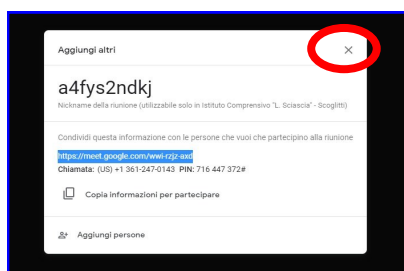 Aggiungi altri
a4fys2ndkj
Nickname della riunione (utilizzabile solo in Istituto Comprensivo "L. Sciascia" - Scoglitti)
Condividi questa informazione con le persone che vuoi che partecipino alla riunione
https://meet.google.com/wwi-rzjz-axd
Chiamata: (US) +1 361-247-0143 PIN: 716 447 372#
Copia informazioni per partecipare
Aggiungi persone